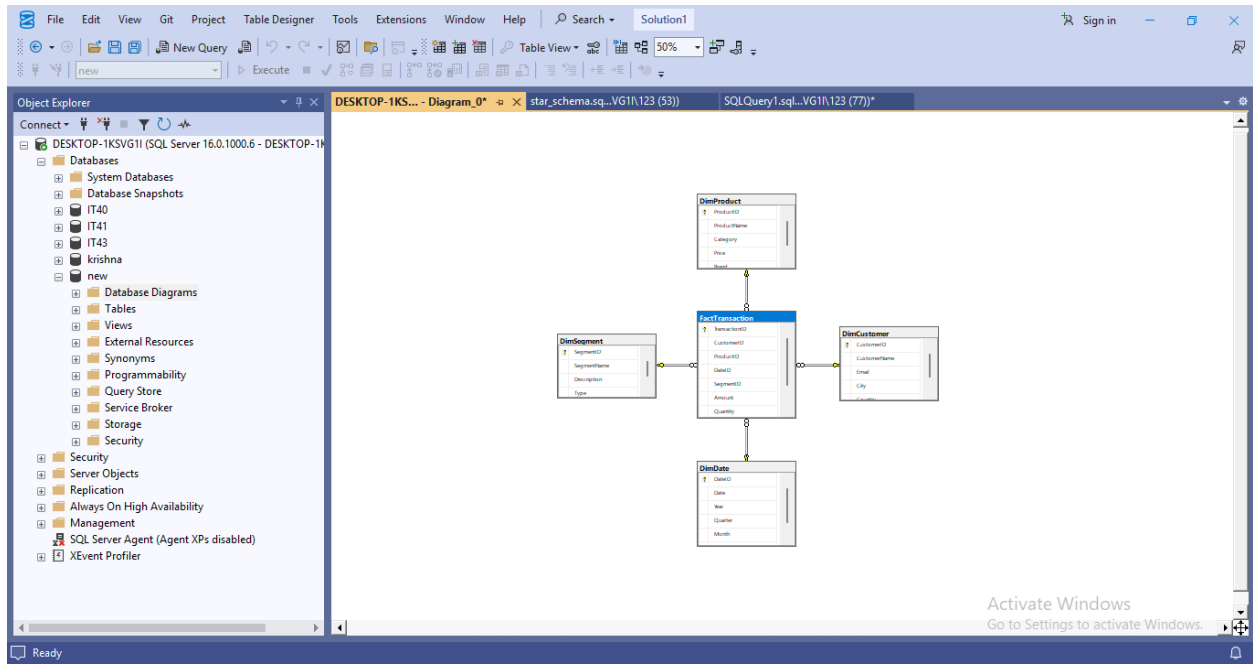 File Edit View Git Project Table Designer Tools Extensions Window Help Search Solution1 Sign in
New Query Table View 50%
new Execute
Object Explorer
Connect
DESKTOP-1KSVG1I (SQL Server 16.0.1000.6 - DESKTOP-1K
Databases
System Databases
Database Snapshots
IT40
IT41
IT43
krishna
new
Database Diagrams
Tables
Views
External Resources
Synonyms
Programmability
Query Store
Service Broker
Storage
Security
Security
Server Objects
Replication
Always On High Availability
Management
SQL Server Agent (Agent XPs disabled)
XEvent Profiler
DESKTOP-1KS... - Diagram_0* star_schema.sq...VG1I\123 (53)) SQLQuery1.sql...VG1I\123 (77))*
DimProduct
ProductID
ProductName
Category
Price
Brand
FactTransaction
TransactionID
CustomerID
ProductID
DateID
SegmentID
Amount
Quantity
DimSegment
SegmentID
SegmentName
Description
Type
DimCustomer
CustomerID
CustomerName
Email
City
Country
DimDate
DateID
Date
Year
Quarter
Month
Activate Windows
Go to Settings to activate Windows.
Ready